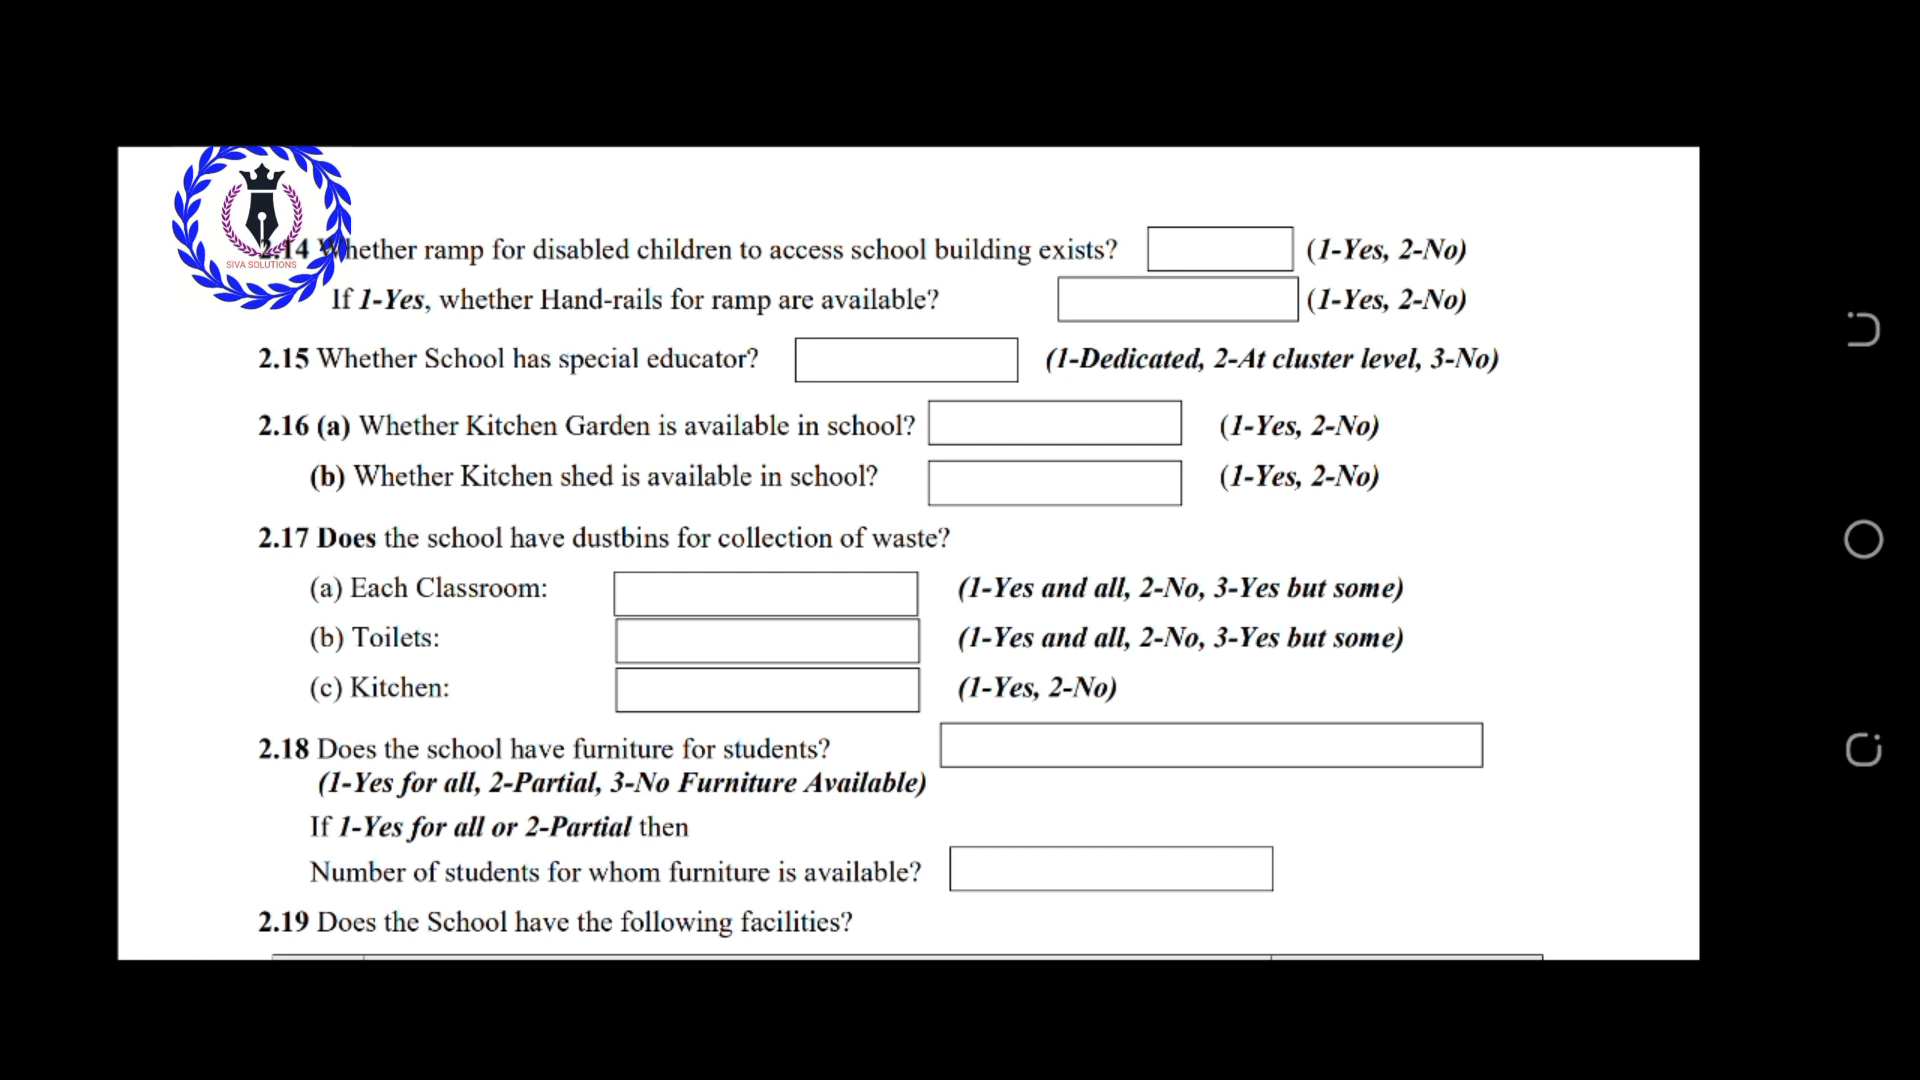 SIVA SOLUTIONS
2.14 Whether ramp for disabled children to access school building exists? (1-Yes, 2-No)
If 1-Yes, whether Hand-rails for ramp are available? (1-Yes, 2-No)
2.15 Whether School has special educator? (1-Dedicated, 2-At cluster level, 3-No)
2.16 (a) Whether Kitchen Garden is available in school? (1-Yes, 2-No)
(b) Whether Kitchen shed is available in school? (1-Yes, 2-No)
2.17 Does the school have dustbins for collection of waste?
(a) Each Classroom: (1-Yes and all, 2-No, 3-Yes but some)
(b) Toilets: (1-Yes and all, 2-No, 3-Yes but some)
(c) Kitchen: (1-Yes, 2-No)
2.18 Does the school have furniture for students?
(1-Yes for all, 2-Partial, 3-No Furniture Available)
If 1-Yes for all or 2-Partial then
Number of students for whom furniture is available?
2.19 Does the School have the following facilities?